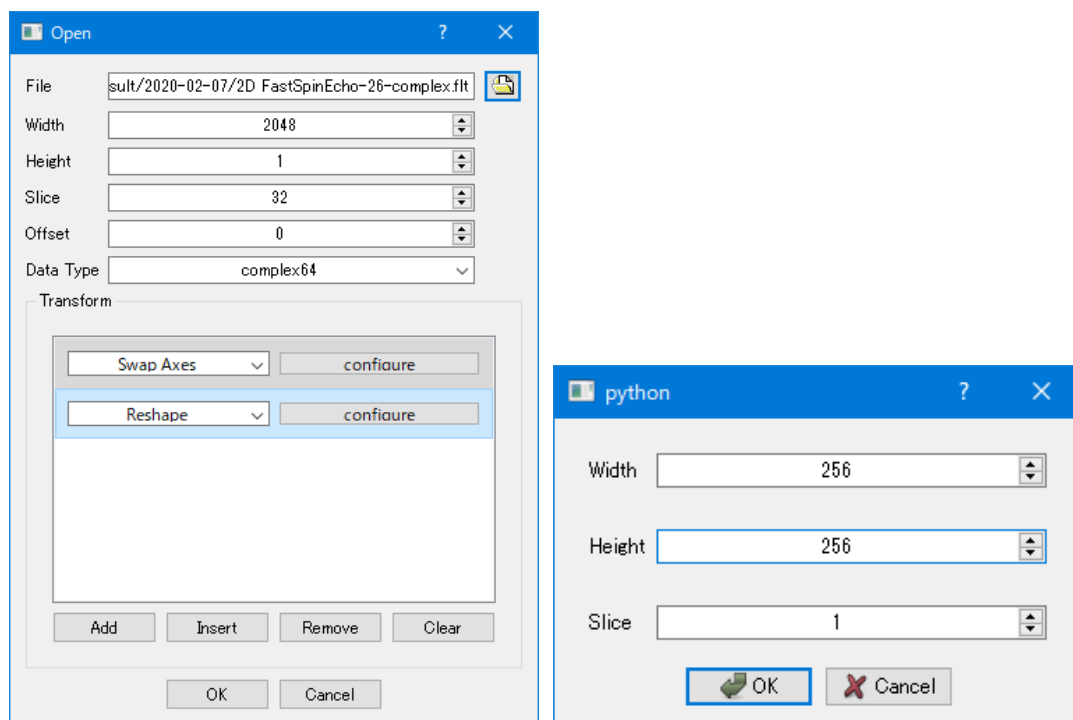 Open
File sult/2020-02-07/2D FastSpinEcho-26-complex.flt
Width 2048
Height 1
Slice 32
Offset 0
Data Type complex64
Transform
Swap Axes configure
Reshape configure
Add Insert Remove Clear
OK Cancel
python
Width 256
Height 256
Slice 1
OK Cancel